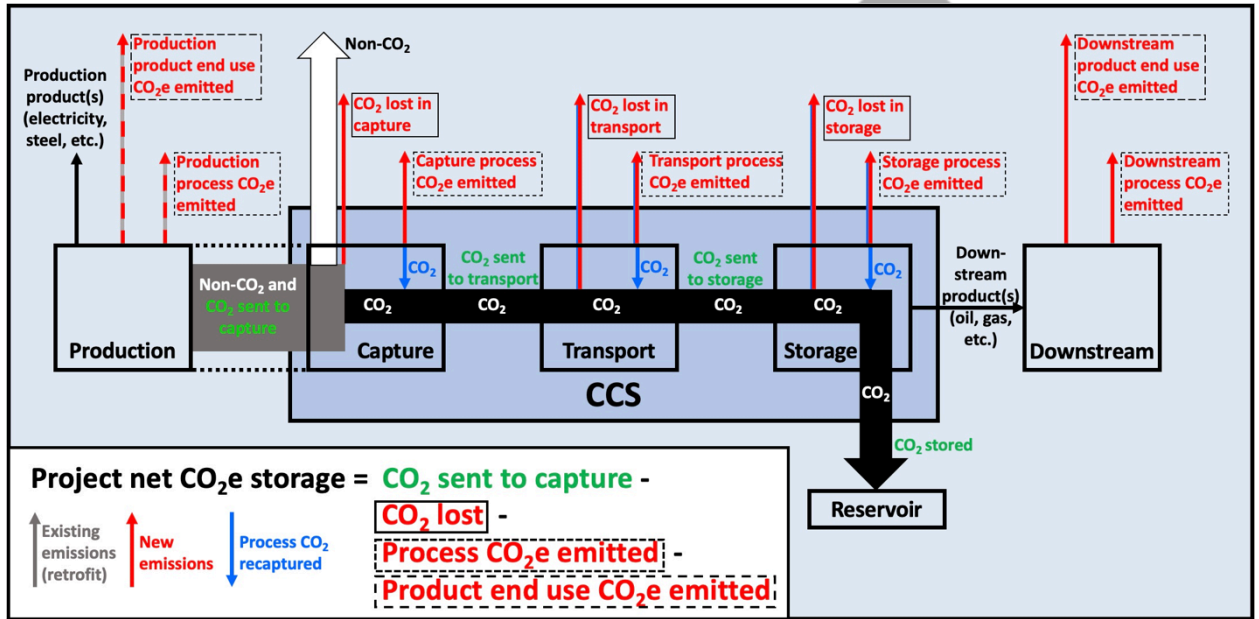 Production
product(s)
(electricity,
steel, etc.)
Production
product end use
CO₂e emitted
Production
process CO₂e
emitted
Non-CO₂
CO₂ lost in
capture
Capture process
CO₂e emitted
CO₂ lost in
transport
Transport process
CO₂e emitted
CO₂ lost in
storage
Storage process
CO₂e emitted
Downstream
product end use
CO₂e emitted
Downstream
process CO₂e
emitted
Production
Non-CO₂ and
CO₂ sent to
capture
CO₂
CO₂
Capture
CO₂ sent
to transport
CO₂
CO₂
CO₂
Transport
CO₂ sent
to storage
CO₂
CO₂
CO₂
Storage
CO₂
CCS
Down-
stream
product(s)
(oil, gas,
etc.)
Downstream
CO₂ stored
Reservoir
Project net CO₂e storage = CO₂ sent to capture -
CO₂ lost -
Process CO₂e emitted -
Product end use CO₂e emitted
Existing
emissions
(retrofit)
New
emissions
Process CO₂
recaptured